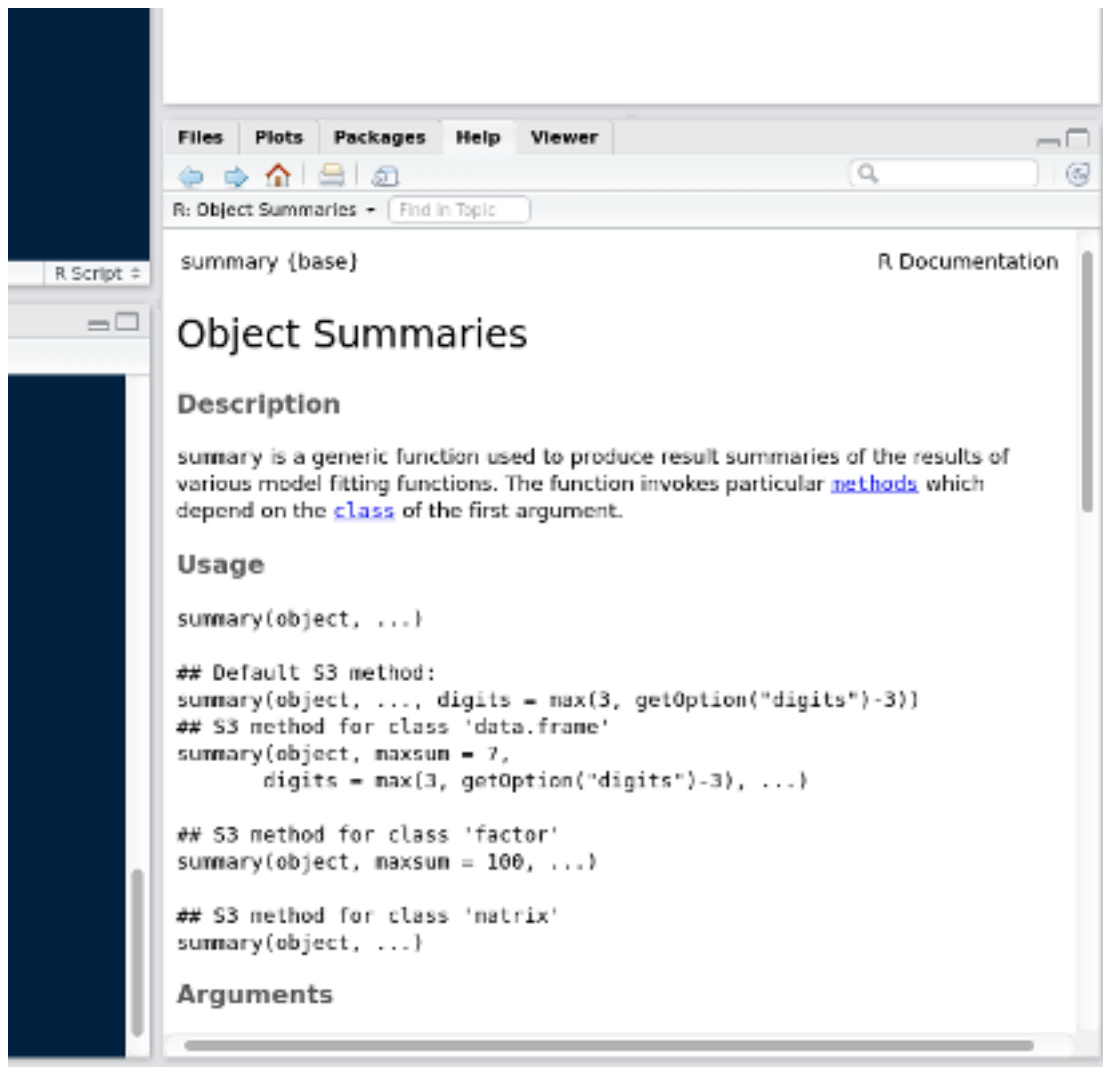 Files Plots Packages Help Viewer
R: Object Summaries Find in Topic
summary {base} R Documentation
R Script
Object Summaries
Description
summary is a generic function used to produce result summaries of the results of
various model fitting functions. The function invokes particular methods which
depend on the class of the first argument.
Usage
summary(object, ...)
## Default S3 method:
summary(object, ..., digits = max(3, getOption("digits")-3))
## S3 method for class 'data.frame'
summary(object, maxsum = 7,
digits = max(3, getOption("digits")-3), ...)
## S3 method for class 'factor'
summary(object, maxsum = 100, ...)
## S3 method for class 'matrix'
summary(object, ...)
Arguments